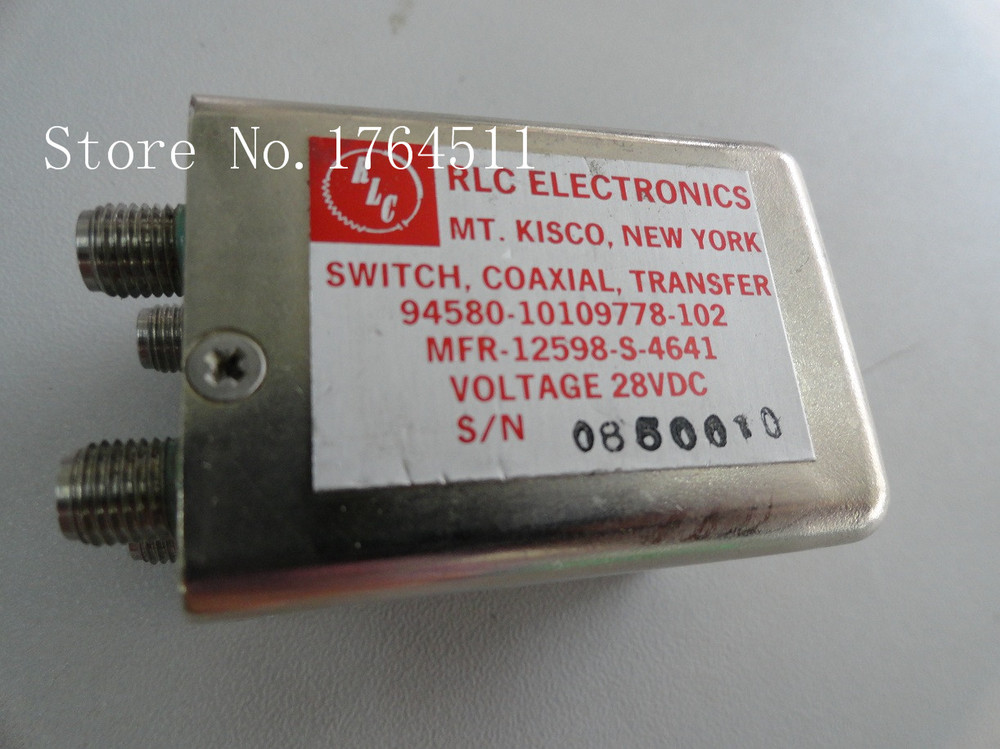 Store No.1764511
RLC
RLC ELECTRONICS
MT. KISCO, NEW YORK
SWITCH, COAXIAL, TRANSFER
94580-10109778-102
MFR-12598-S-4641
VOLTAGE 28VDC
S/N 0860010